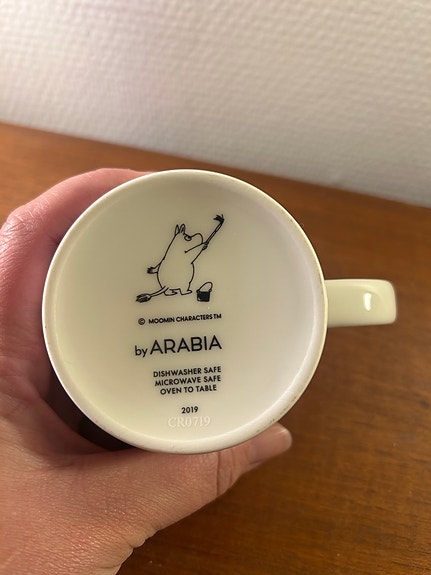 © MOOMIN CHARACTERS™
by ARABIA
DISHWASHER SAFE
MICROWAVE SAFE
OVEN TO TABLE
2019
CR0719